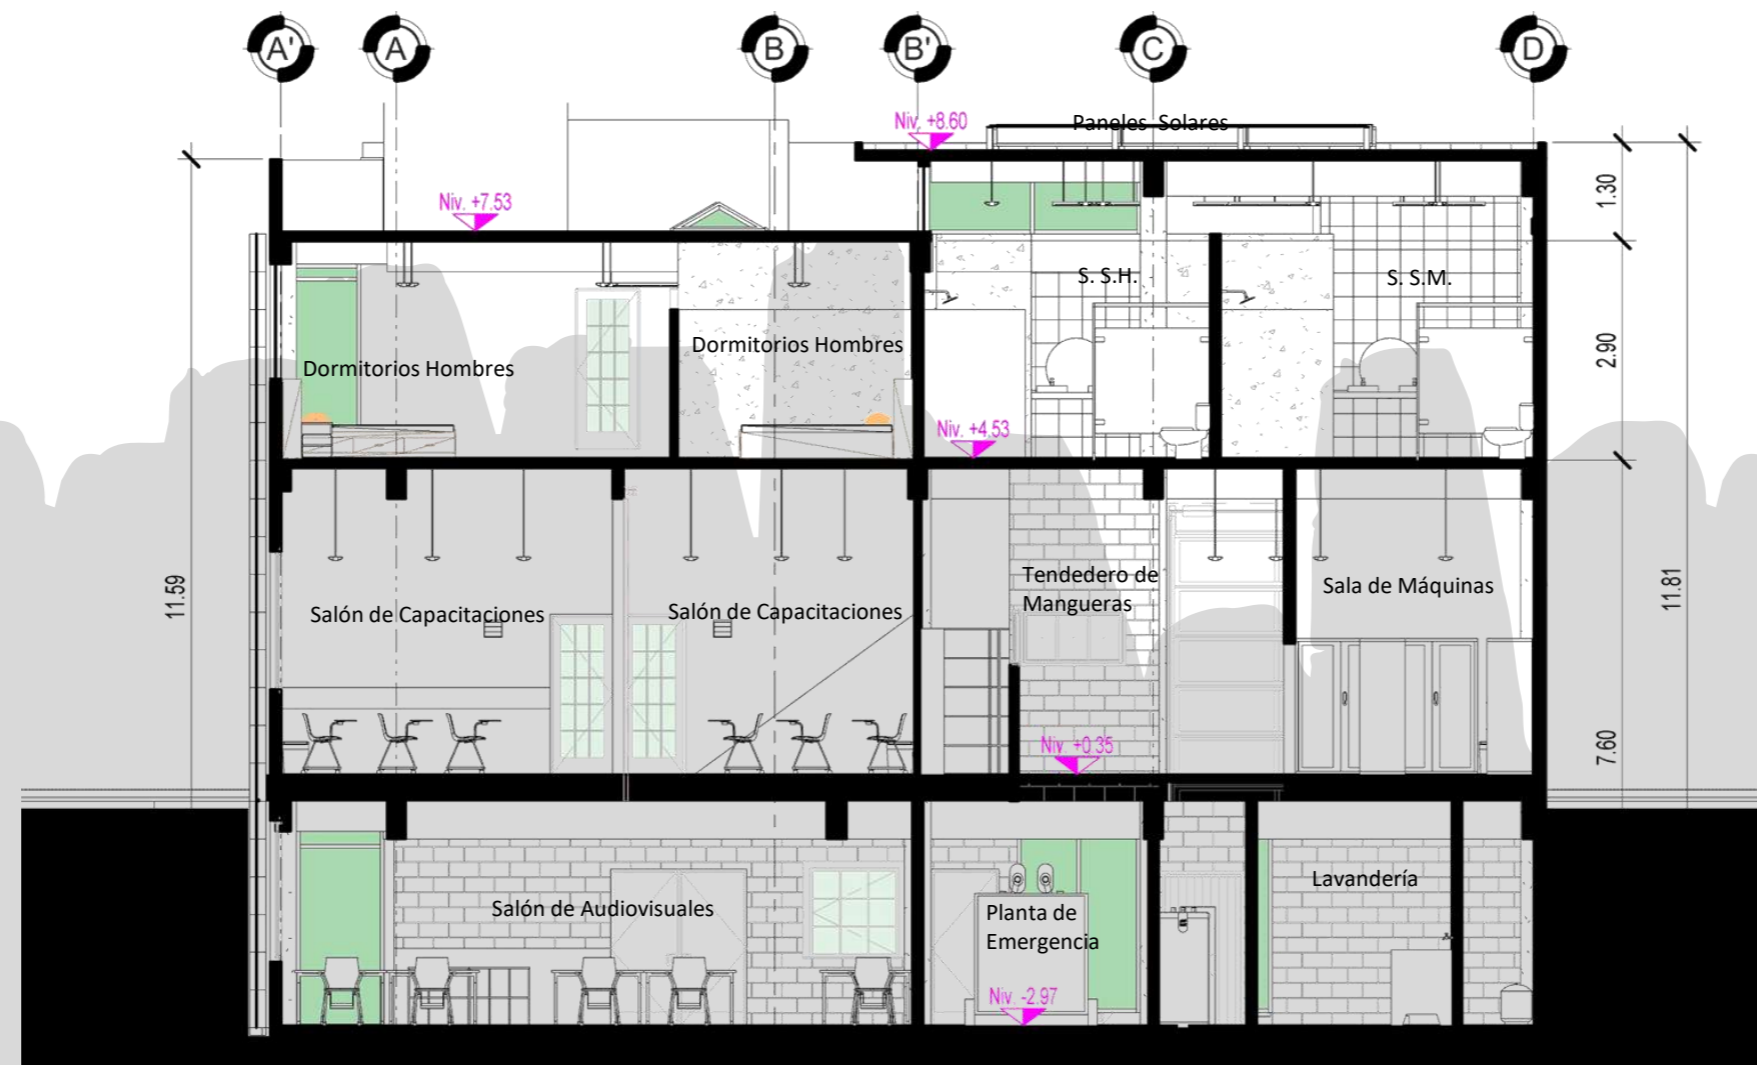 A' A B B' C D
Paneles Solares
Niv. +8.60
Niv. +7.53
1.30
S. S.H.
S. S.M.
Dormitorios Hombres
Dormitorios Hombres
2.90
Niv. +4.53
11.59
Salón de Capacitaciones
Salón de Capacitaciones
Tendedero de
Mangueras
Sala de Máquinas
11.81
Niv. +0.35
7.60
Salón de Audiovisuales
Planta de
Emergencia
Lavandería
Niv. -2.97